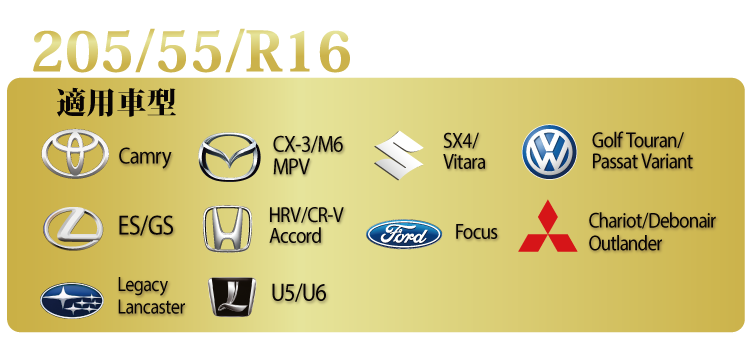 205/55/R16
適用車型
Camry
CX-3/M6
MPV
SX4/
Vitara
Golf Touran/
Passat Variant
ES/GS
HRV/CR-V
Accord
Ford
Focus
Chariot/Debonair
Outlander
Legacy
Lancaster
U5/U6